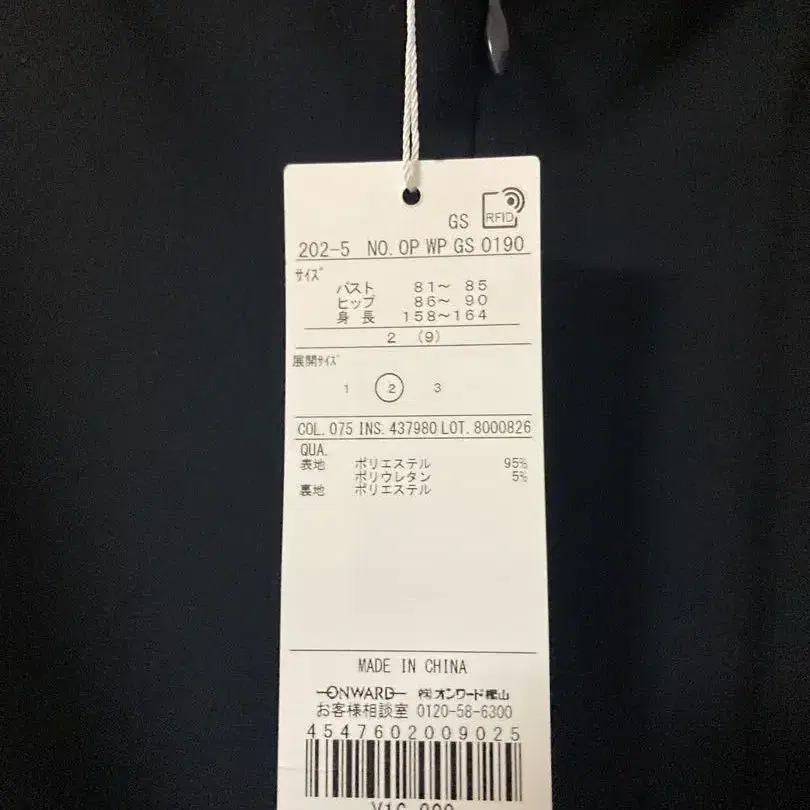 GS RFID
202-5 NO. OP WP GS 0190
サイズ
バスト 81～ 85
ヒップ 86～ 90
身 長 158～164
2 (9)
展開サイズ
1 2 3
COL. 075 INS. 437980 LOT. 8000826
QUA.
表地 ポリエステル 95%
ポリウレタン 5%
裏地 ポリエステル
MADE IN CHINA
ONWARD ㈱オンワード樫山
お客様相談室 0120-58-6300
4547602009025